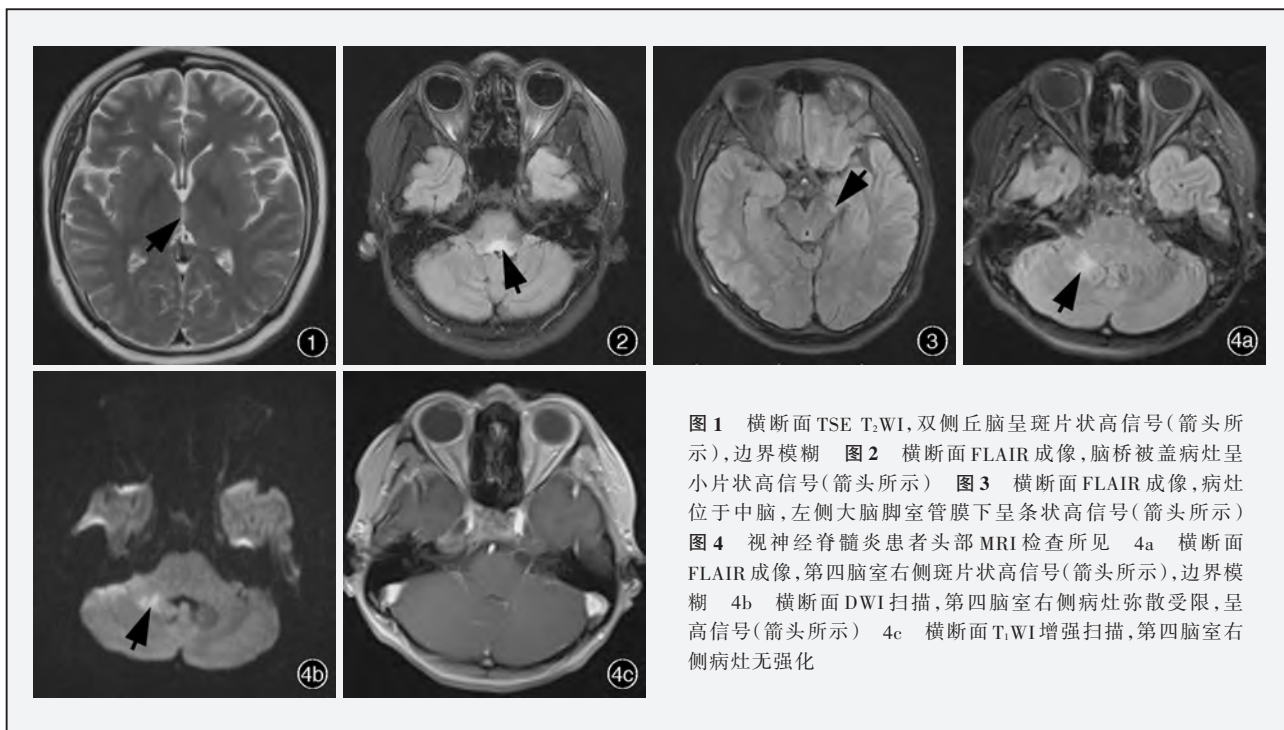 1
2
3
4a
4b
4c
图 1 横断面 TSE T₂WI,双侧丘脑呈斑片状高信号(箭头所
示),边界模糊 图 2 横断面 FLAIR 成像,脑桥被盖病灶呈
小片状高信号(箭头所示) 图 3 横断面 FLAIR 成像,病灶
位于中脑,左侧大脑脚室管膜下呈条状高信号(箭头所示)
图 4 视神经脊髓炎患者头部 MRI 检查所见 4a 横断面
FLAIR 成像,第四脑室右侧斑片状高信号(箭头所示),边界模
糊 4b 横断面 DWI 扫描,第四脑室右侧病灶弥散受限,呈
高信号(箭头所示) 4c 横断面 T₁WI 增强扫描,第四脑室右
侧病灶无强化